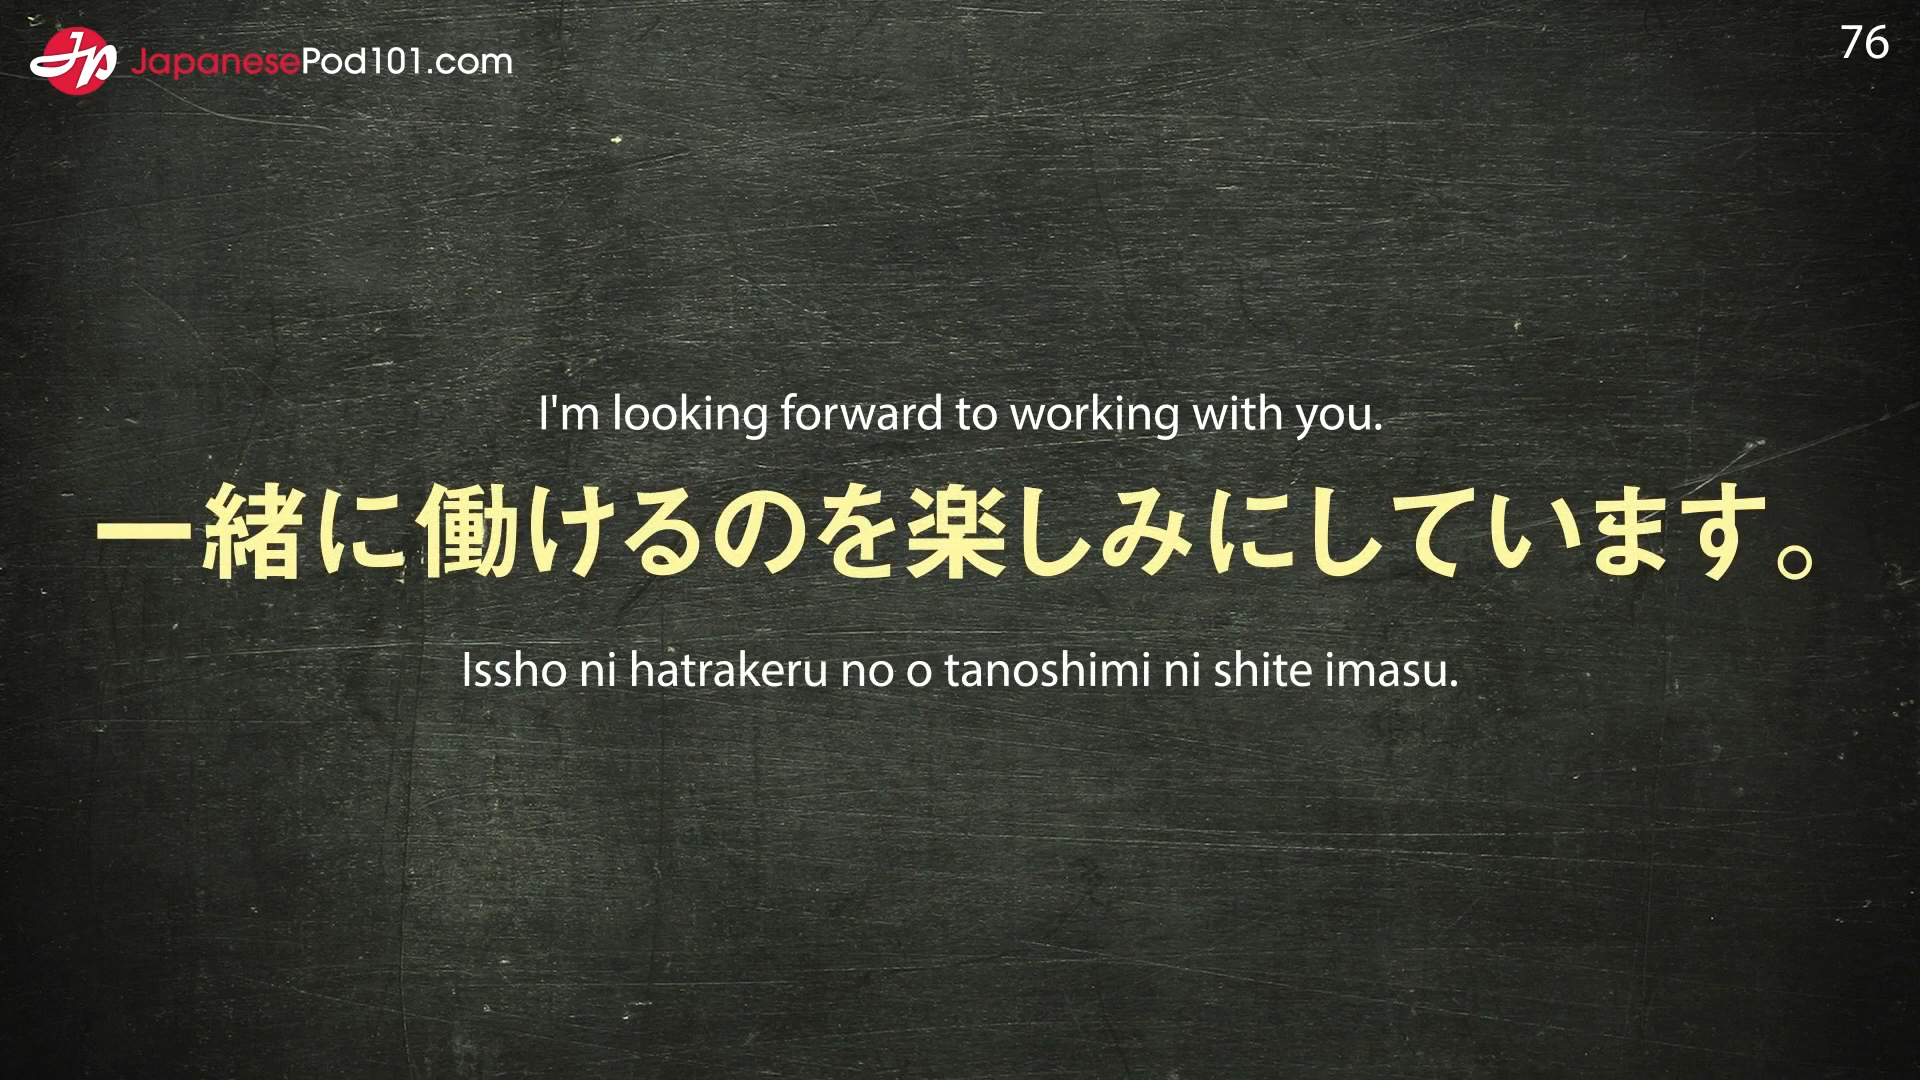 JapanesePod101.com
76
I'm looking forward to working with you.
一緒に働けるのを楽しみにしています。
Issho ni hatrakeru no o tanoshimi ni shite imasu.